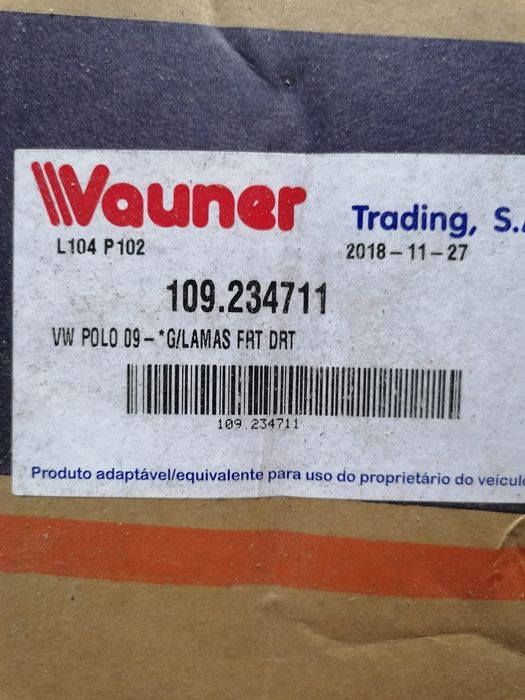 Vauner Trading, S.A
L104 P102 2018-11-27
109.234711
VW POLO 09-*G/LAMAS FRT DRT
109.234711
Produto adaptável/equivalente para uso do proprietário do veículo